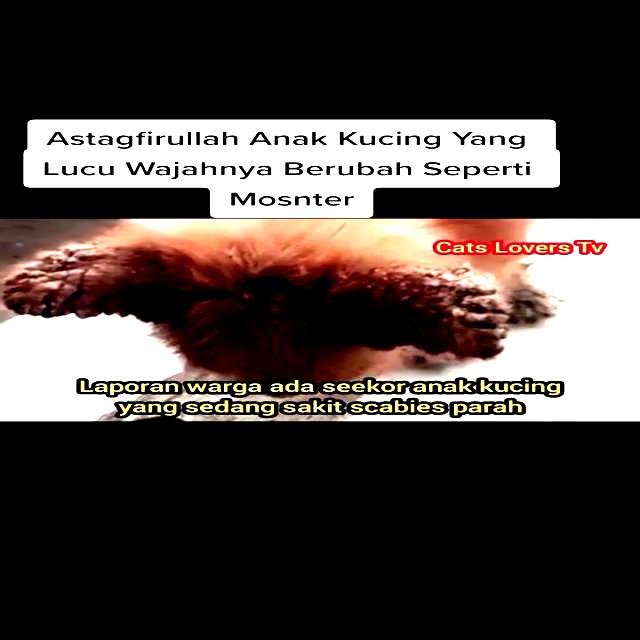 Astagfirullah Anak Kucing Yang
Lucu Wajahnya Berubah Seperti
Mosnter
Cats Lovers Tv
Laporan warga ada seekor anak kucing
yang sedang sakit scabies parah